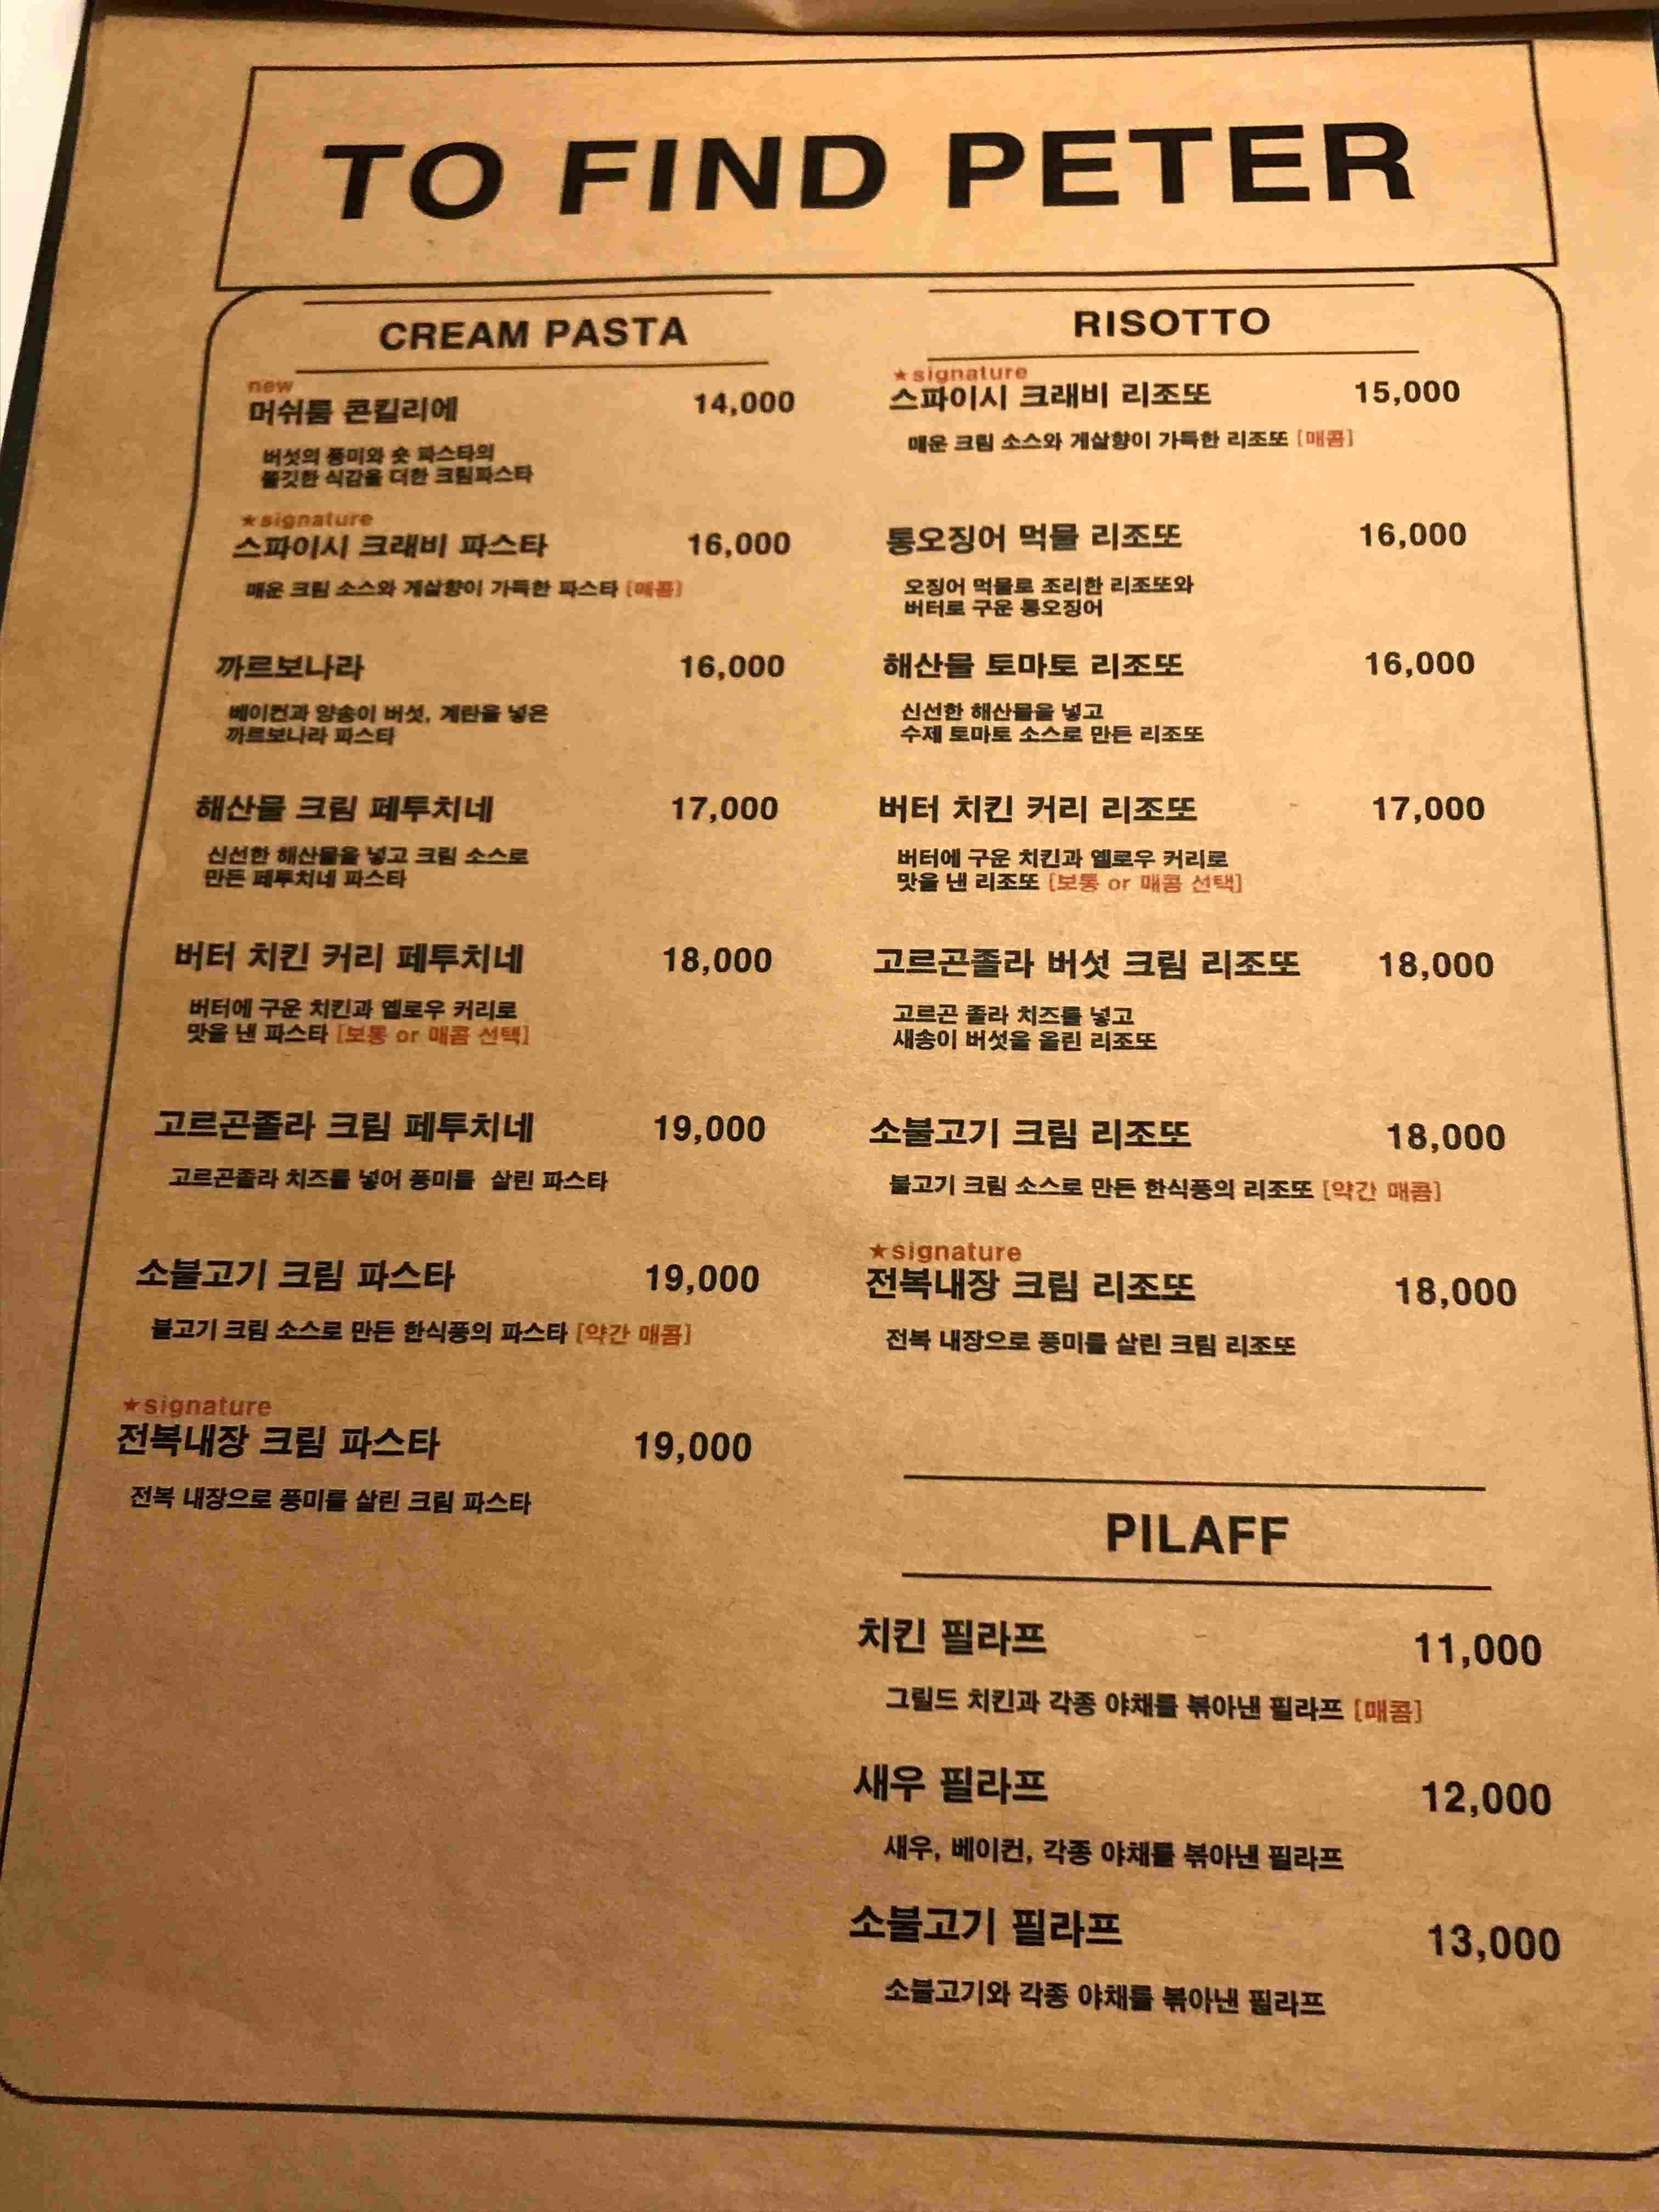 TO FIND PETER
CREAM PASTA
new
머쉬룸 콘킬리에 14,000
버섯의 풍미와 숏 파스타의
쫄깃한 식감을 더한 크림파스타
★signature
스파이시 크래비 파스타 16,000
매운 크림 소스와 게살향이 가득한 파스타 [매콤]
까르보나라 16,000
베이컨과 양송이 버섯, 계란을 넣은
까르보나라 파스타
해산물 크림 페투치네 17,000
신선한 해산물을 넣고 크림 소스로
만든 페투치네 파스타
버터 치킨 커리 페투치네 18,000
버터에 구운 치킨과 옐로우 커리로
맛을 낸 파스타 [보통 or 매콤 선택]
고르곤졸라 크림 페투치네 19,000
고르곤졸라 치즈를 넣어 풍미를 살린 파스타
소불고기 크림 파스타 19,000
불고기 크림 소스로 만든 한식풍의 파스타 [약간 매콤]
★signature
전복내장 크림 파스타 19,000
전복 내장으로 풍미를 살린 크림 파스타
RISOTTO
★signature
스파이시 크래비 리조또 15,000
매운 크림 소스와 게살향이 가득한 리조또 [매콤]
통오징어 먹물 리조또 16,000
오징어 먹물로 조리한 리조또와
버터로 구운 통오징어
해산물 토마토 리조또 16,000
신선한 해산물을 넣고
수제 토마토 소스로 만든 리조또
버터 치킨 커리 리조또 17,000
버터에 구운 치킨과 옐로우 커리로
맛을 낸 리조또 [보통 or 매콤 선택]
고르곤졸라 버섯 크림 리조또 18,000
고르곤 졸라 치즈를 넣고
새송이 버섯을 올린 리조또
소불고기 크림 리조또 18,000
불고기 크림 소스로 만든 한식풍의 리조또 [약간 매콤]
★signature
전복내장 크림 리조또 18,000
전복 내장으로 풍미를 살린 크림 리조또
PILAFF
치킨 필라프 11,000
그릴드 치킨과 각종 야채를 볶아낸 필라프 [매콤]
새우 필라프 12,000
새우, 베이컨, 각종 야채를 볶아낸 필라프
소불고기 필라프 13,000
소불고기와 각종 야채를 볶아낸 필라프